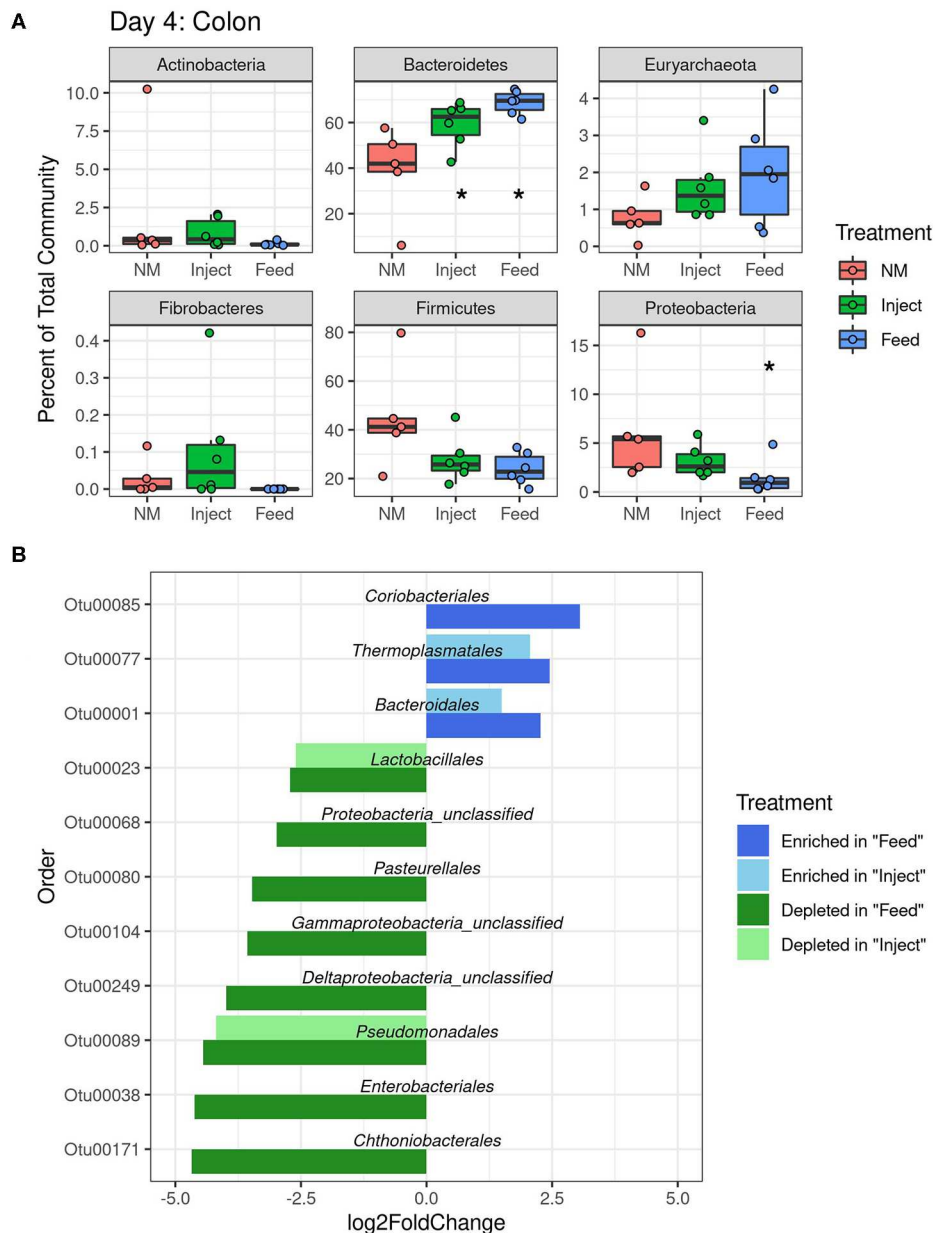 A
Day 4: Colon
Actinobacteria
Bacteroidetes
Euryarchaeota
Percent of Total Community
10.0
7.5
5.0
2.5
0.0
60
40
20
4
3
2
1
0
*
*
NM
Inject
Feed
NM
Inject
Feed
NM
Inject
Feed
Fibrobacteres
Firmicutes
Proteobacteria
0.4
0.3
0.2
0.1
0.0
80
60
40
20
15
10
5
0
*
NM
Inject
Feed
NM
Inject
Feed
NM
Inject
Feed
Treatment
NM
Inject
Feed
B
Order
Otu00085
Coriobacteriales
Otu00077
Thermoplasmatales
Otu00001
Bacteroidales
Otu00023
Lactobacillales
Otu00068
Proteobacteria_unclassified
Otu00080
Pasteurellales
Otu00104
Gammaproteobacteria_unclassified
Otu00249
Deltaproteobacteria_unclassified
Otu00089
Pseudomonadales
Otu00038
Enterobacteriales
Otu00171
Chthoniobacterales
-5.0
-2.5
0.0
2.5
5.0
log2FoldChange
Treatment
Enriched in "Feed"
Enriched in "Inject"
Depleted in "Feed"
Depleted in "Inject"